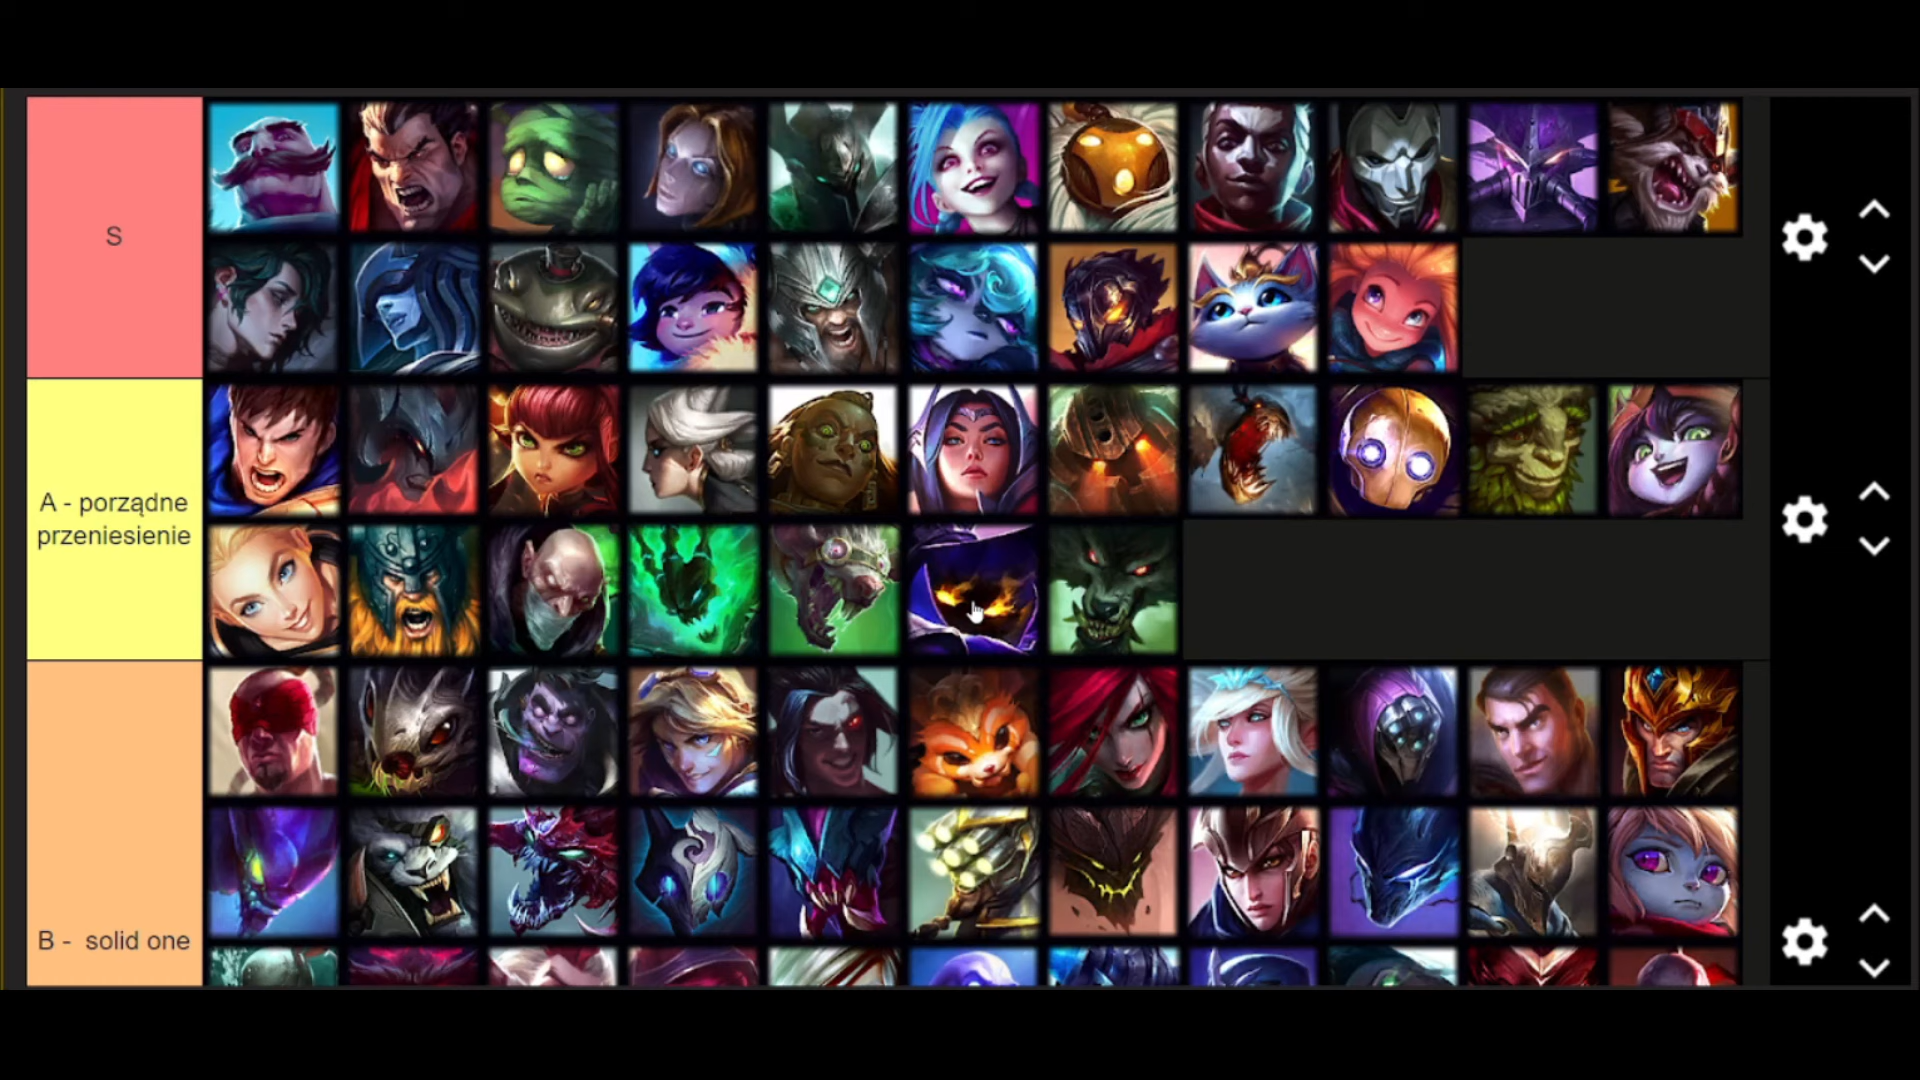 S
A - porządne
przeniesienie
B - solid one